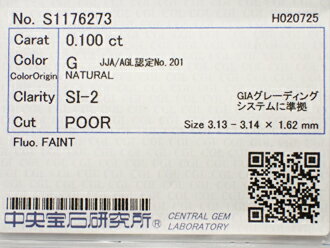 No. S1176273 H020725
Carat 0.100 ct
Color G JJA/AGL認定No.201
ColorOrigin NATURAL
Clarity SI-2 GIAグレーディング
システムに準拠
Cut POOR Size 3.13 - 3.14 × 1.62 mm
Fluo. FAINT
中央宝石研究所® CENTRAL GEM
LABORATORY